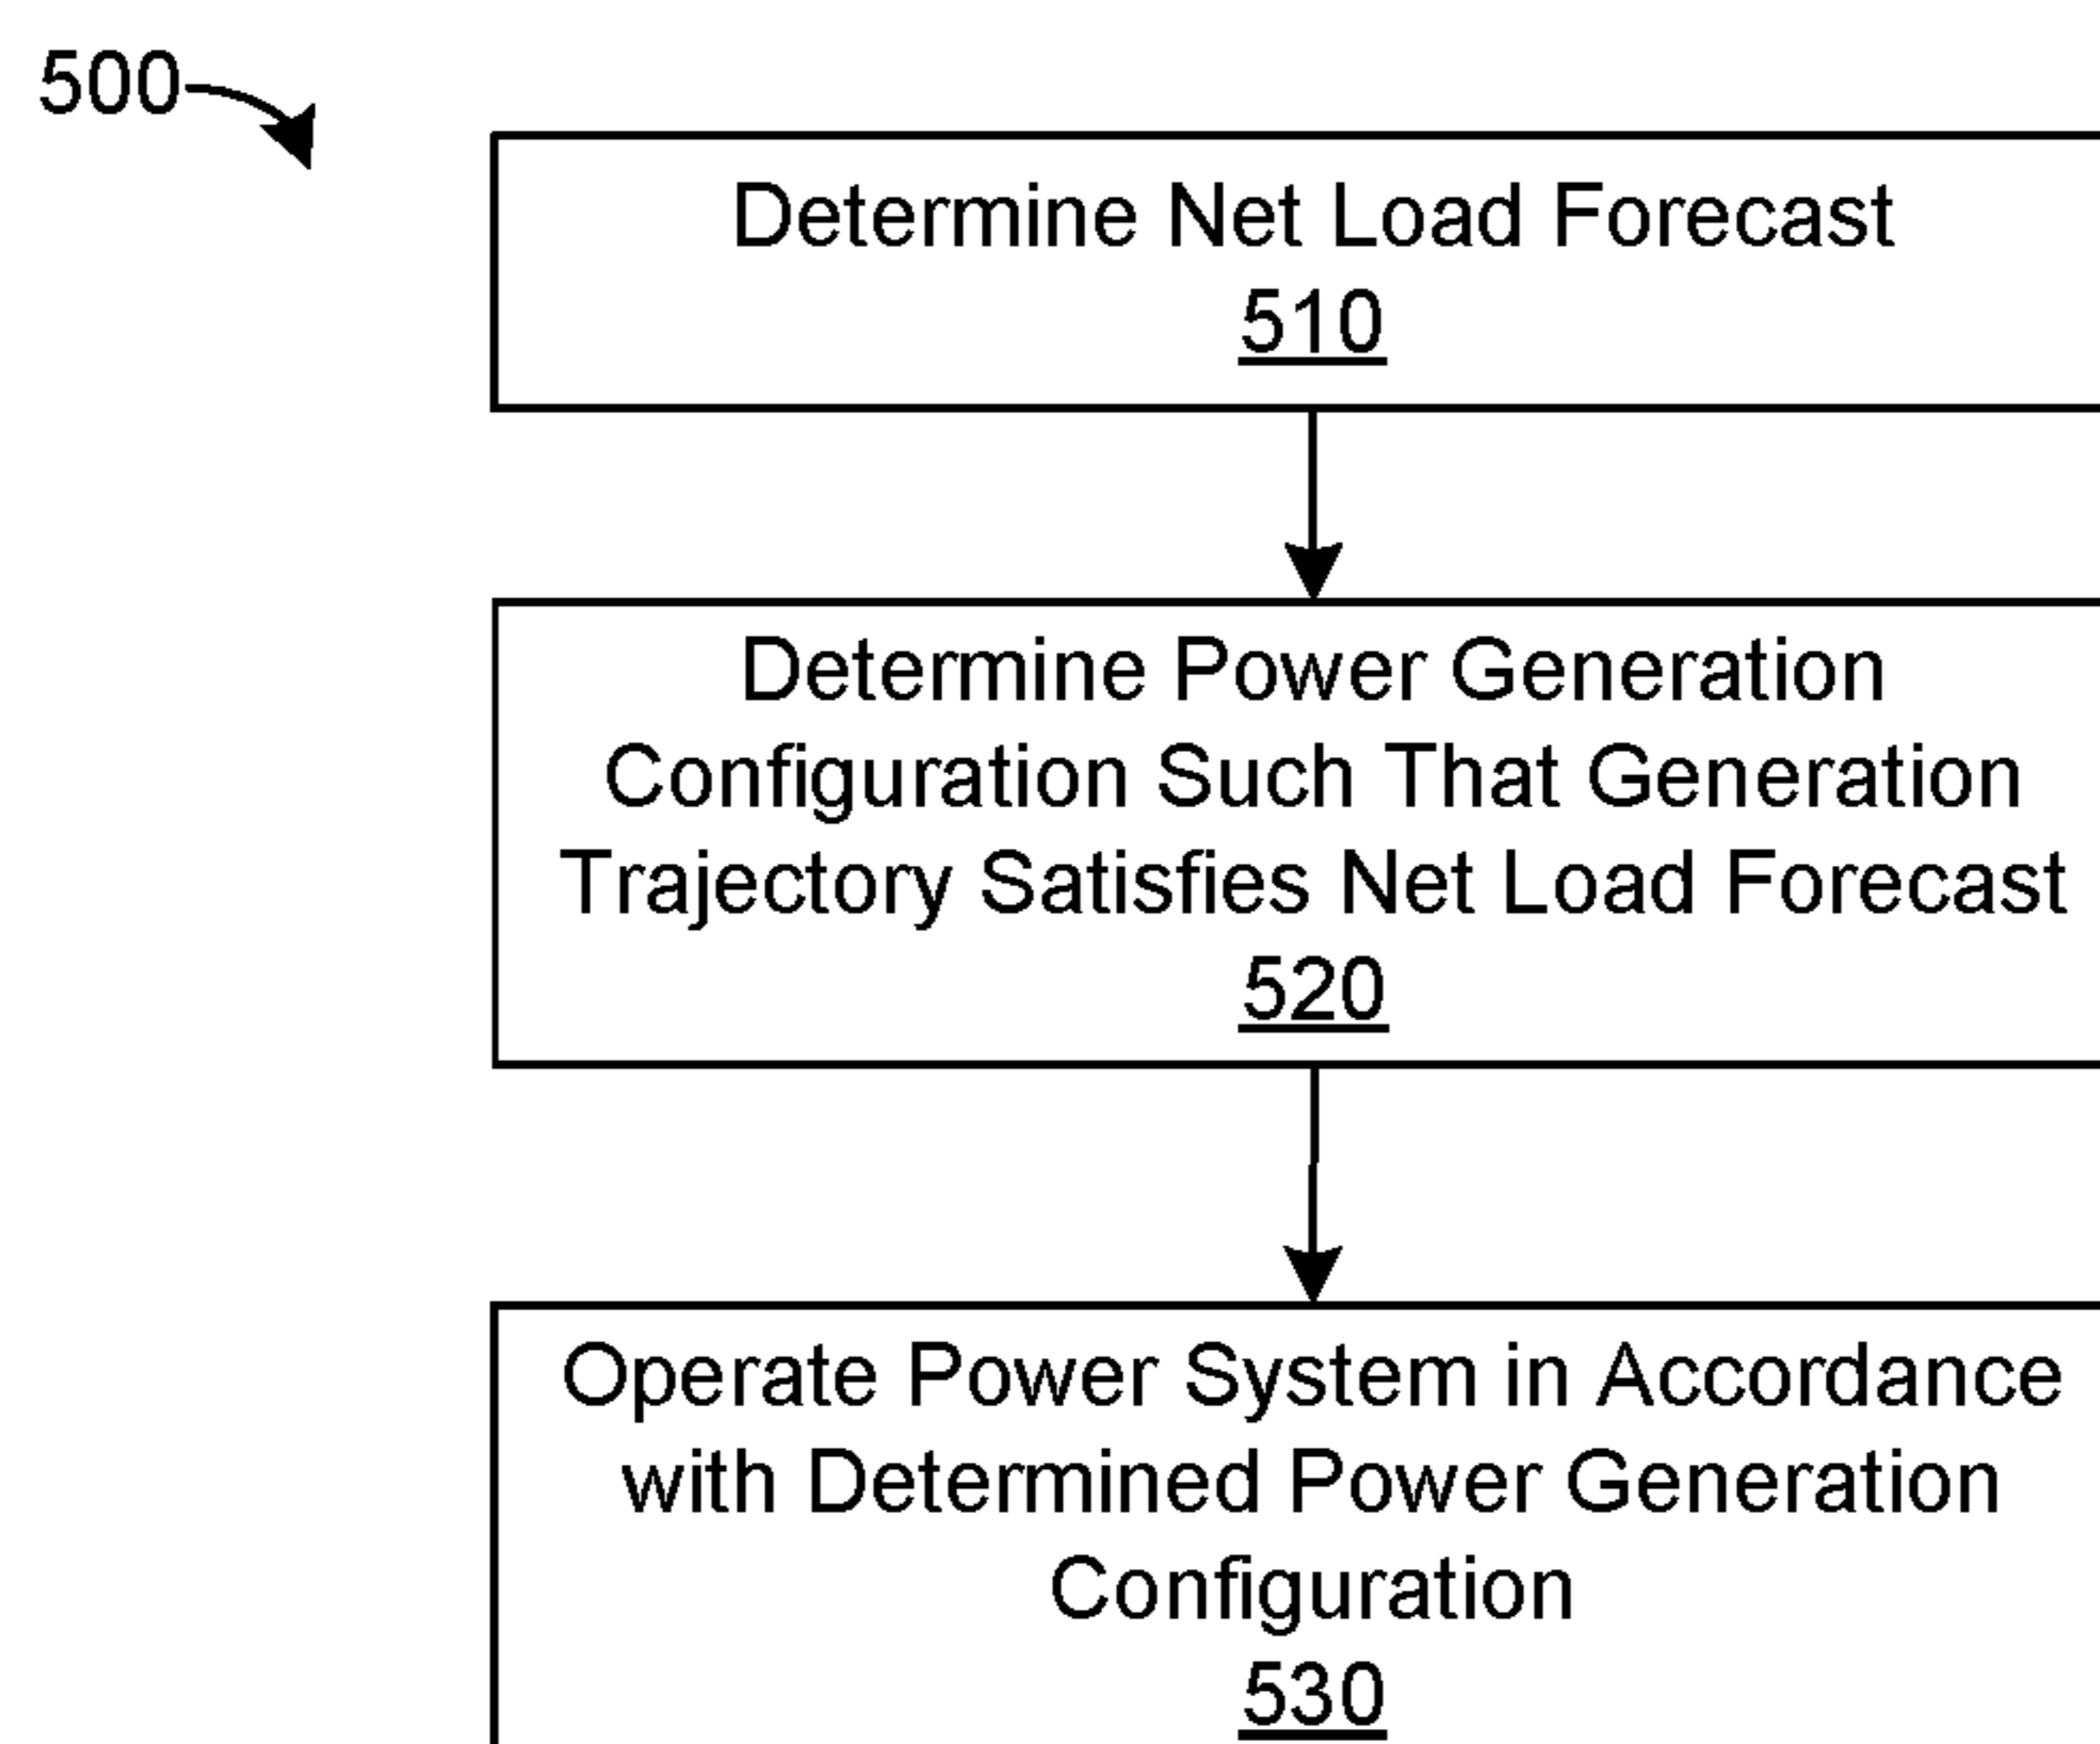 500
Determine Net Load Forecast
510
Determine Power Generation
Configuration Such That Generation
Trajectory Satisfies Net Load Forecast
520
Operate Power System in Accordance
with Determined Power Generation
Configuration
530